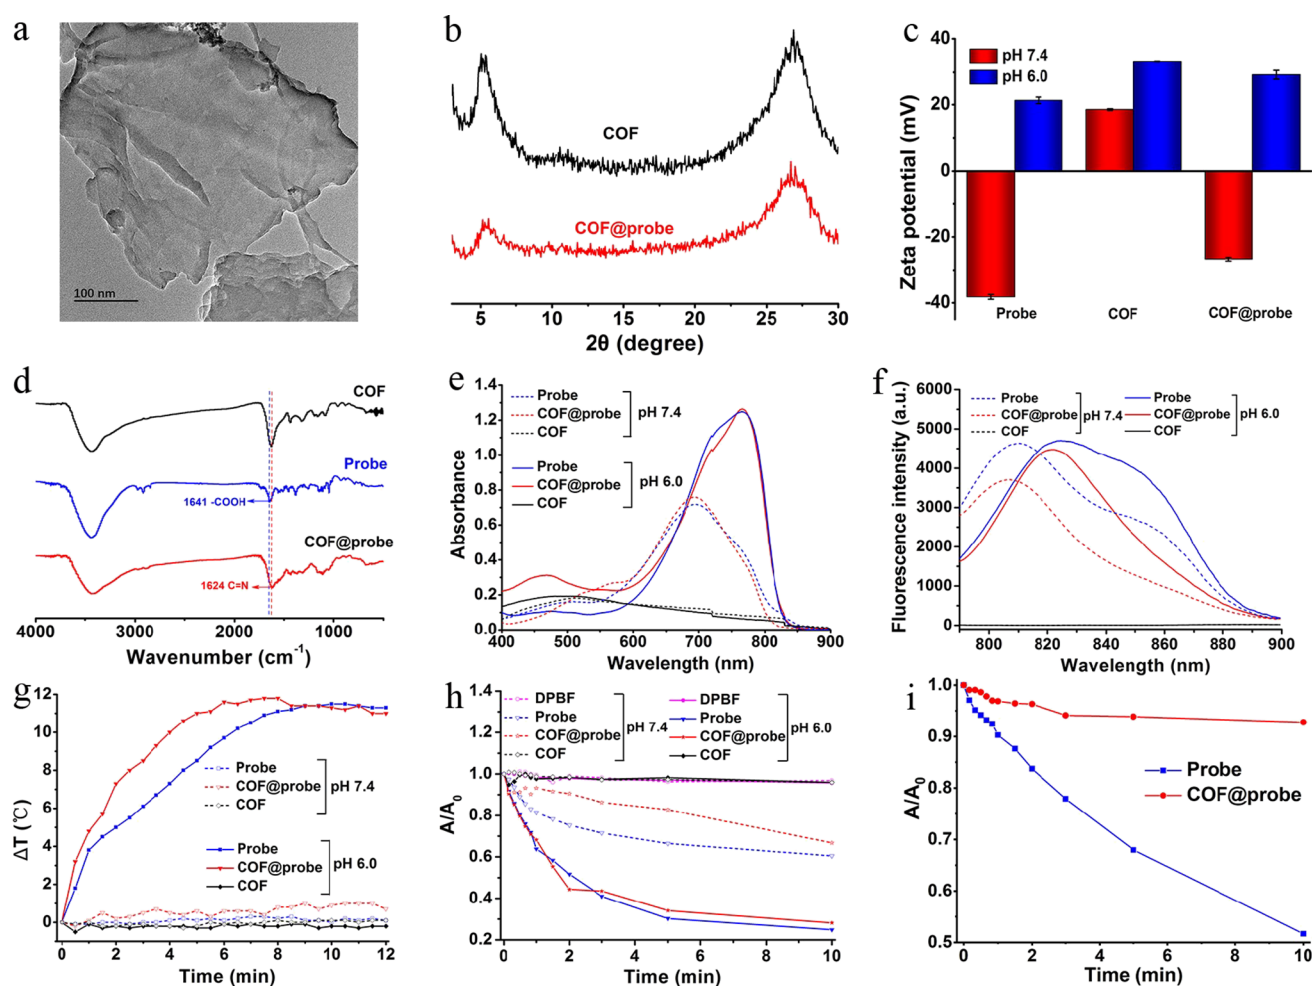 a
100 nm
b
COF
COF@probe
5 10 15 20 25 30
2θ (degree)
c
pH 7.4
pH 6.0
40
20
0
-20
-40
Zeta potential (mV)
Probe COF COF@probe
d
COF
Probe
1641 -COOH
COF@probe
1624 C=N
4000 3000 2000 1000
Wavenumber (cm-1)
e
1.4
1.2
1.0
0.8
0.6
0.4
0.2
0.0
Absorbance
Probe
COF@probe
COF
pH 7.4
Probe
COF@probe
COF
pH 6.0
400 500 600 700 800 900
Wavelength (nm)
f
6000
5000
4000
3000
2000
1000
0
Fluorescence intensity (a.u.)
Probe
COF@probe
COF
pH 7.4
Probe
COF@probe
COF
pH 6.0
800 820 840 860 880 900
Wavelength (nm)
g
12
10
8
6
4
2
0
ΔT (℃)
Probe
COF@probe
COF
pH 7.4
Probe
COF@probe
COF
pH 6.0
0 2 4 6 8 10 12
Time (min)
h
1.4
1.2
1.0
0.8
0.6
0.4
0.2
A/A0
DPBF
Probe
COF@probe
COF
pH 7.4
DPBF
Probe
COF@probe
COF
pH 6.0
0 2 4 6 8 10
Time (min)
i
1.0
0.9
0.8
0.7
0.6
0.5
A/A0
Probe
COF@probe
0 2 4 6 8 10
Time (min)